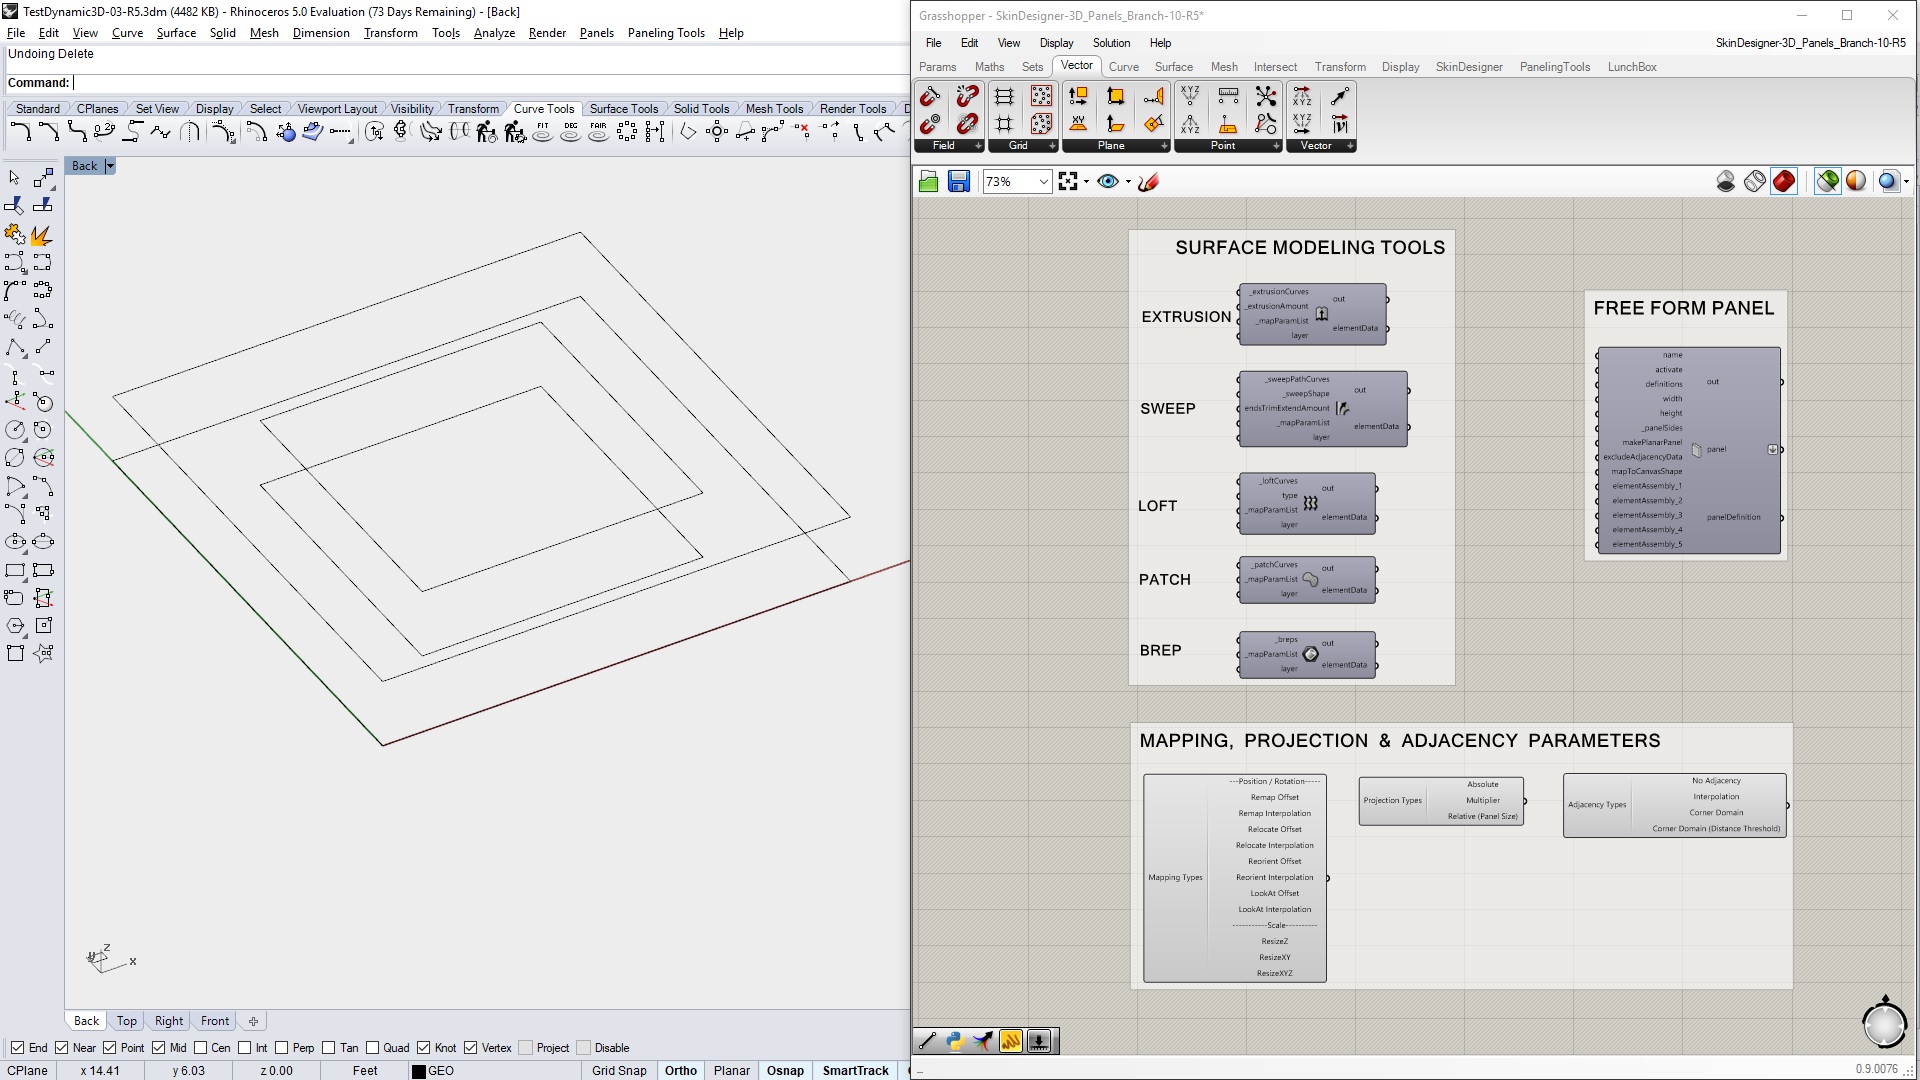 TestDynamic3D-03-R5.3dm (4482 KB) - Rhinoceros 5.0 Evaluation (73 Days Remaining) - [Back]
File Edit View Curve Surface Solid Mesh Dimension Transform Tools Analyze Render Panels Paneling Tools Help
Undoing Delete
Command:
Standard CPlanes Set View Display Select Viewport Layout Visibility Transform Curve Tools Surface Tools Solid Tools Mesh Tools Render Tools D
FIT DEG FAIR
Back
z
y x
Back Top Right Front
End Near Point Mid Cen Int Perp Tan Quad Knot Vertex Project Disable
CPlane x 14.41 y 6.03 z 0.00 Feet GEO Grid Snap Ortho Planar Osnap SmartTrack
Grasshopper - SkinDesigner-3D_Panels_Branch-10-R5*
File Edit View Display Solution Help SkinDesigner-3D_Panels_Branch-10-R5
Params Maths Sets Vector Curve Surface Mesh Intersect Transform Display SkinDesigner PanelingTools LunchBox
XYZ XYZ
XY XYZ XYZ
Field Grid Plane Point Vector
73%
SURFACE MODELING TOOLS
EXTRUSION
_extrusionCurves
_extrusionAmount
_mapParamList
layer
out
elementData
SWEEP
_sweepPathCurves
_sweepShape
endsTrimExtendAmount
_mapParamList
layer
out
elementData
LOFT
_loftCurves
type
_mapParamList
layer
out
elementData
PATCH
_patchCurves
_mapParamList
layer
out
elementData
BREP
_breps
_mapParamList
layer
out
elementData
FREE FORM PANEL
name
activate
definitions
width
height
_panelSides
makePlanarPanel
excludeAdjacencyData
mapToCanvasShape
elementAssembly_1
elementAssembly_2
elementAssembly_3
elementAssembly_4
elementAssembly_5
out
panel
panelDefinition
MAPPING, PROJECTION & ADJACENCY PARAMETERS
Mapping Types
---Position / Rotation-----
Remap Offset
Remap Interpolation
Relocate Offset
Relocate Interpolation
Reorient Offset
Reorient Interpolation
LookAt Offset
LookAt Interpolation
-----------Scale----------
ResizeZ
ResizeXY
ResizeXYZ
Projection Types
Absolute
Multiplier
Relative (Panel Size)
Adjacency Types
No Adjacency
Interpolation
Corner Domain
Corner Domain (Distance Threshold)
0.9.0076